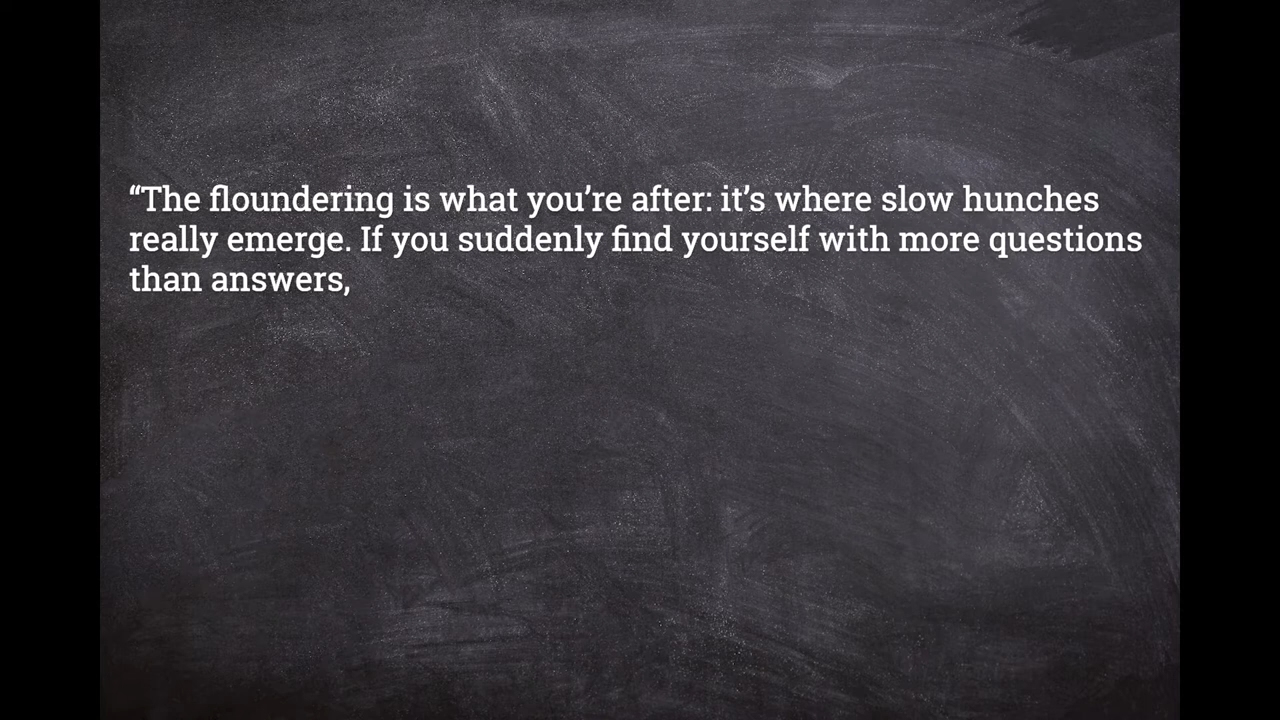 “The floundering is what you’re after: it’s where slow hunches
really emerge. If you suddenly find yourself with more questions
than answers,